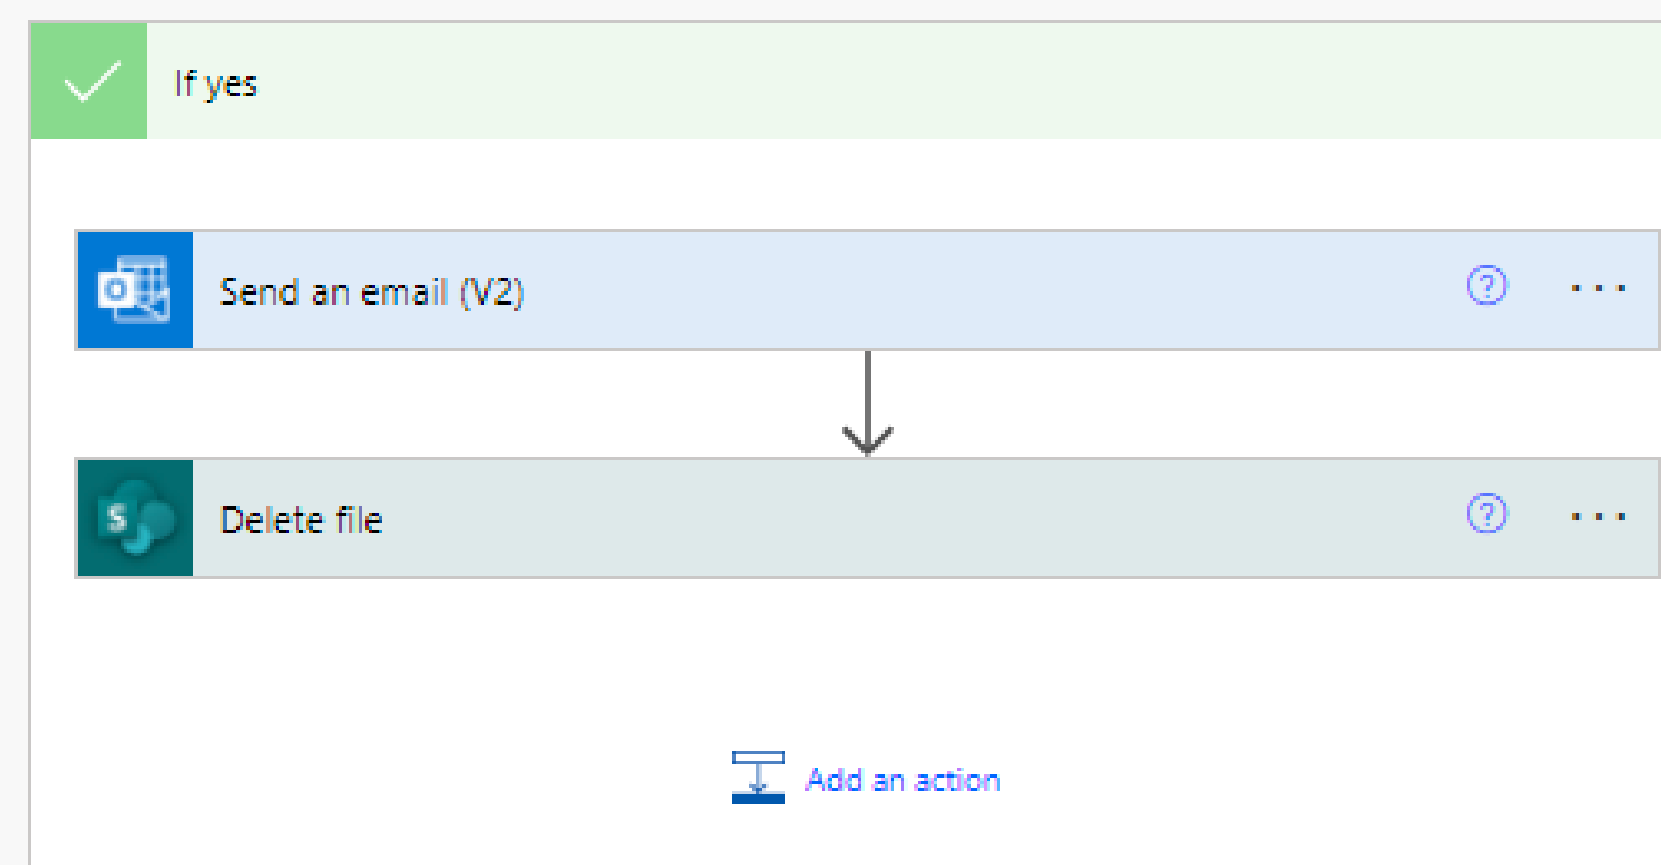 If yes
Send an email (V2)
Delete file
Add an action